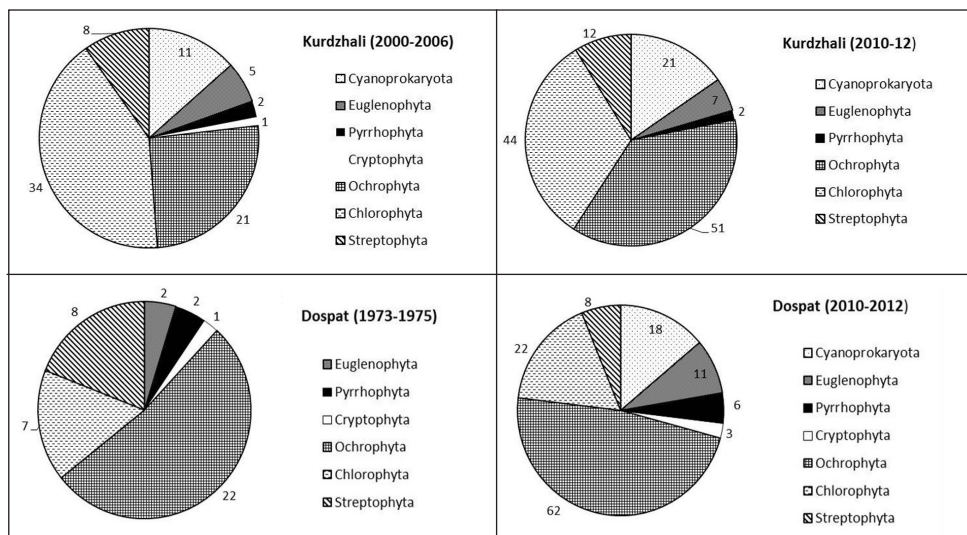 Kurdzhali (2000-2006)
8
11
5
2
1
21
34
Cyanoprokaryota
Euglenophyta
Pyrrhophyta
Cryptophyta
Ochrophyta
Chlorophyta
Streptophyta
Kurdzhali (2010-12)
12
21
7
2
51
44
Cyanoprokaryota
Euglenophyta
Pyrrhophyta
Ochrophyta
Chlorophyta
Streptophyta
Dospat (1973-1975)
8
2
2
1
22
7
Euglenophyta
Pyrrhophyta
Cryptophyta
Ochrophyta
Chlorophyta
Streptophyta
Dospat (2010-2012)
8
18
11
6
3
62
22
Cyanoprokaryota
Euglenophyta
Pyrrhophyta
Cryptophyta
Ochrophyta
Chlorophyta
Streptophyta